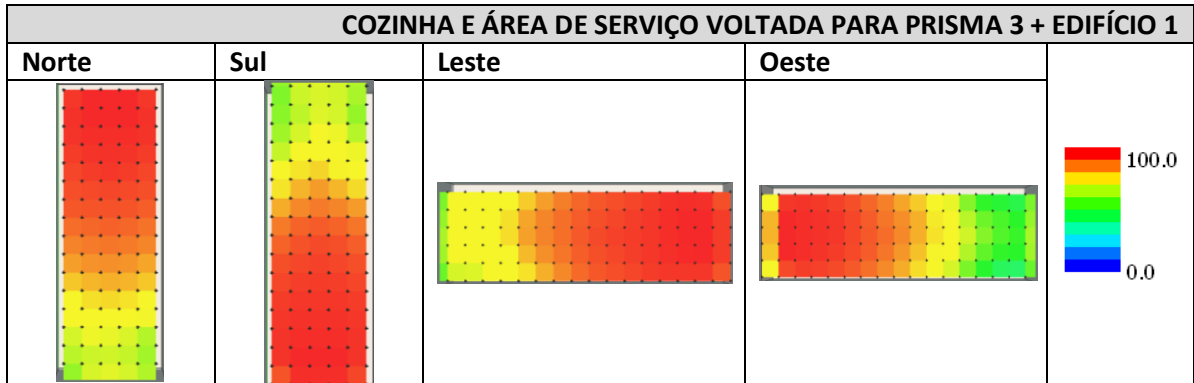 COZINHA E ÁREA DE SERVIÇO VOLTADA PARA PRISMA 3 + EDIFÍCIO 1
Norte Sul Leste Oeste
100.0
0.0